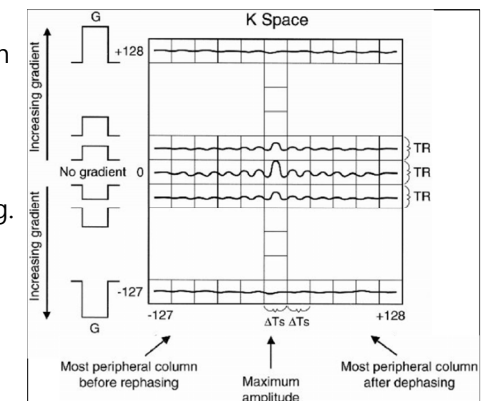 K Space
G
n
+128
Increasing gradient
TR
No gradient 0
TR
TR
g.
Increasing gradient
-127
G
-127
+128
ΔTs ΔTs
Most peripheral column
before rephasing
Maximum
amplitude
Most peripheral column
after dephasing